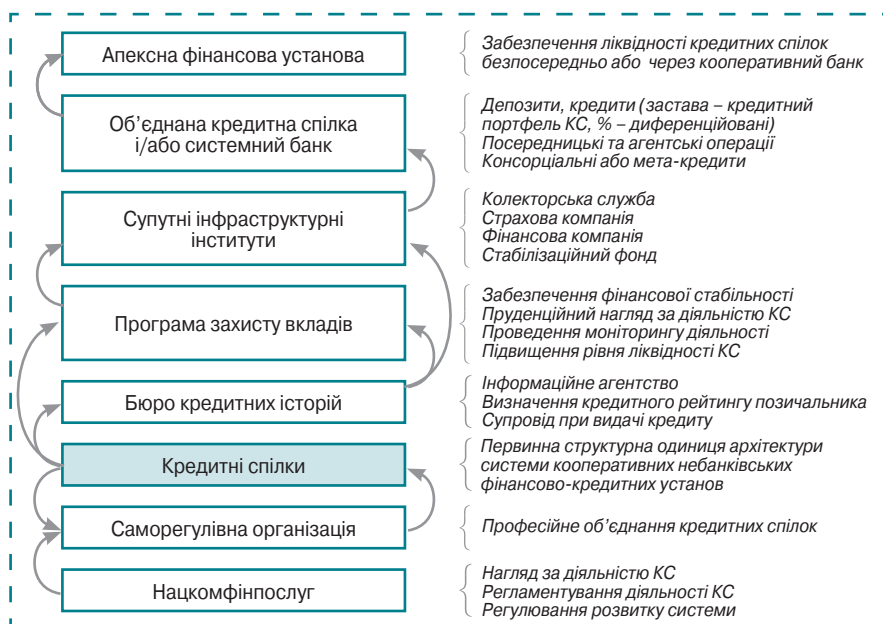 Апексна фінансова установа
Забезпечення ліквідності кредитних спілок
безпосередньо або через кооперативний банк
Об’єднана кредитна спілка
і/або системний банк
Депозити, кредити (застава – кредитний
портфель КС, % – диференційовані)
Посередницькі та агентські операції
Консорціальні або мета-кредити
Супутні інфраструктурні
інститути
Колекторська служба
Страхова компанія
Фінансова компанія
Стабілізаційний фонд
Програма захисту вкладів
Забезпечення фінансової стабільності
Пруденційний нагляд за діяльністю КС
Проведення моніторингу діяльності
Підвищення рівня ліквідності КС
Бюро кредитних історій
Інформаційне агентство
Визначення кредитного рейтингу позичальника
Супровід при видачі кредиту
Кредитні спілки
Первинна структурна одиниця архітектури
системи кооперативних небанківських
фінансово-кредитних установ
Саморегулівна організація
Професійне об’єднання кредитних спілок
Нацкомфінпослуг
Нагляд за діяльністю КС
Регламентування діяльності КС
Регулювання розвитку системи